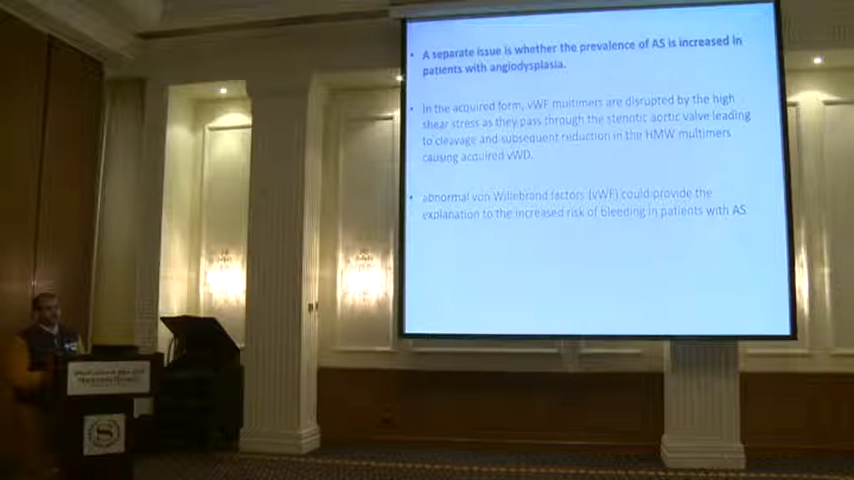 • A separate issue is whether the prevalence of AS is increased in
patients with angiodysplasia.
• In the acquired form, vWF multimers are disrupted by the high
shear stress as they pass through the stenotic aortic valve leading
to cleavage and subsequent reduction in the HMW multimers
causing acquired vWD.
• abnormal von Willebrand factors (vWF) could provide the
explanation to the increased risk of bleeding in patients with AS
S